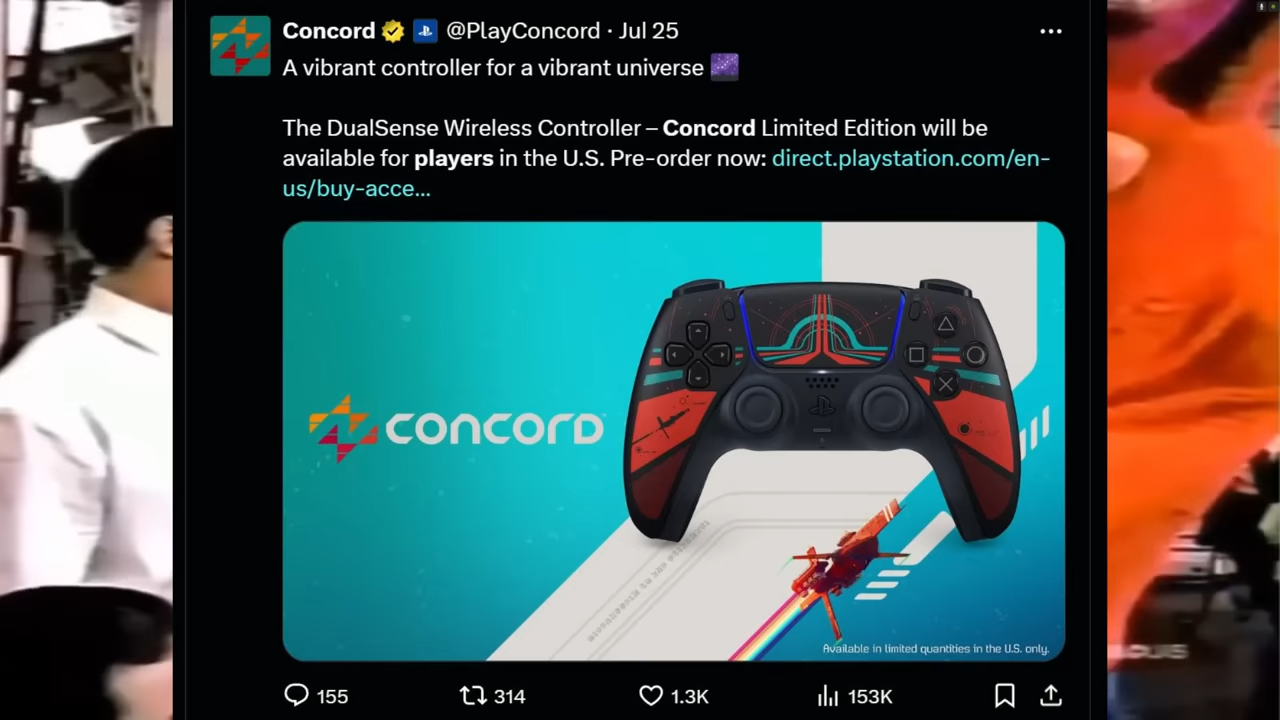 Concord @PlayConcord · Jul 25
A vibrant controller for a vibrant universe
The DualSense Wireless Controller – Concord Limited Edition will be
available for players in the U.S. Pre-order now: direct.playstation.com/en-
us/buy-acce...
CONCORD
Available in limited quantities in the U.S. only.
155 314 1.3K 153K